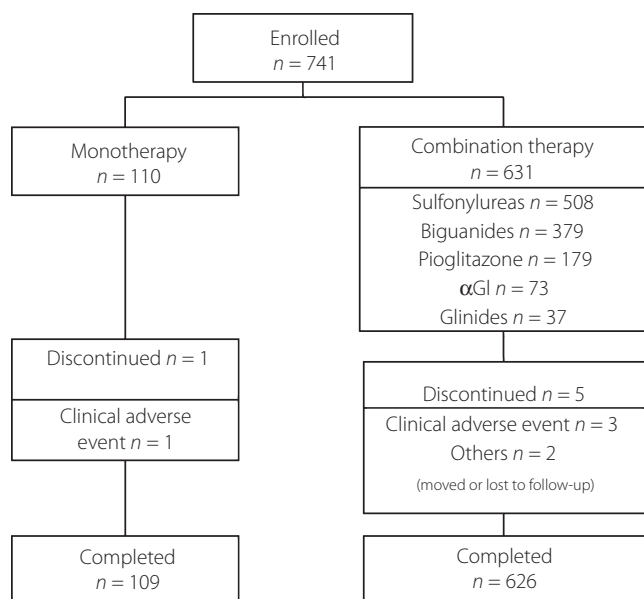 Enrolled
n = 741
Monotherapy
n = 110
Combination therapy
n = 631
Sulfonylureas n = 508
Biguanides n = 379
Pioglitazone n = 179
αGI n = 73
Glinides n = 37
Discontinued n = 1
Clinical adverse
event n = 1
Discontinued n = 5
Clinical adverse event n = 3
Others n = 2
(moved or lost to follow-up)
Completed
n = 109
Completed
n = 626